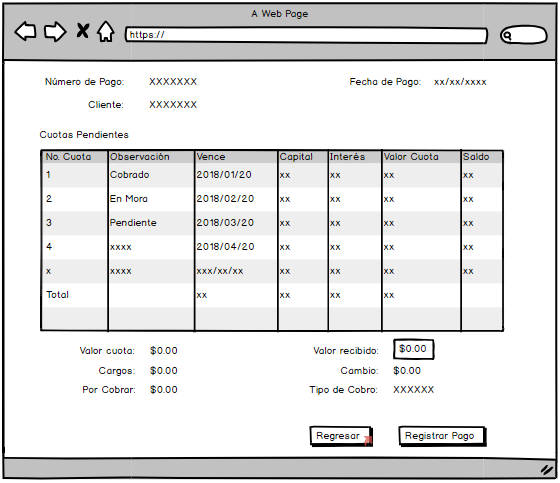 A Web Page
https://
Número de Pago: XXXXXXX Fecha de Pago: xx/xx/xxxx
Cliente: XXXXXXX
Cuotas Pendientes
No. Cuota Observación Vence Capital Interés Valor Cuota Saldo
1 Cobrado 2018/01/20 xx xx xx xx
2 En Mora 2018/02/20 xx xx xx xx
3 Pendiente 2018/03/20 xx xx xx xx
4 xxxx 2018/04/20 xx xx xx xx
x xxxx xxx/xx/xx xx xx xx xx
Total xx xx xx xx
Valor cuota: $0.00 Valor recibido: $0.00
Cargos: $0.00 Cambio: $0.00
Por Cobrar: $0.00 Tipo de Cobro: XXXXXX
Regresar Registrar Pago